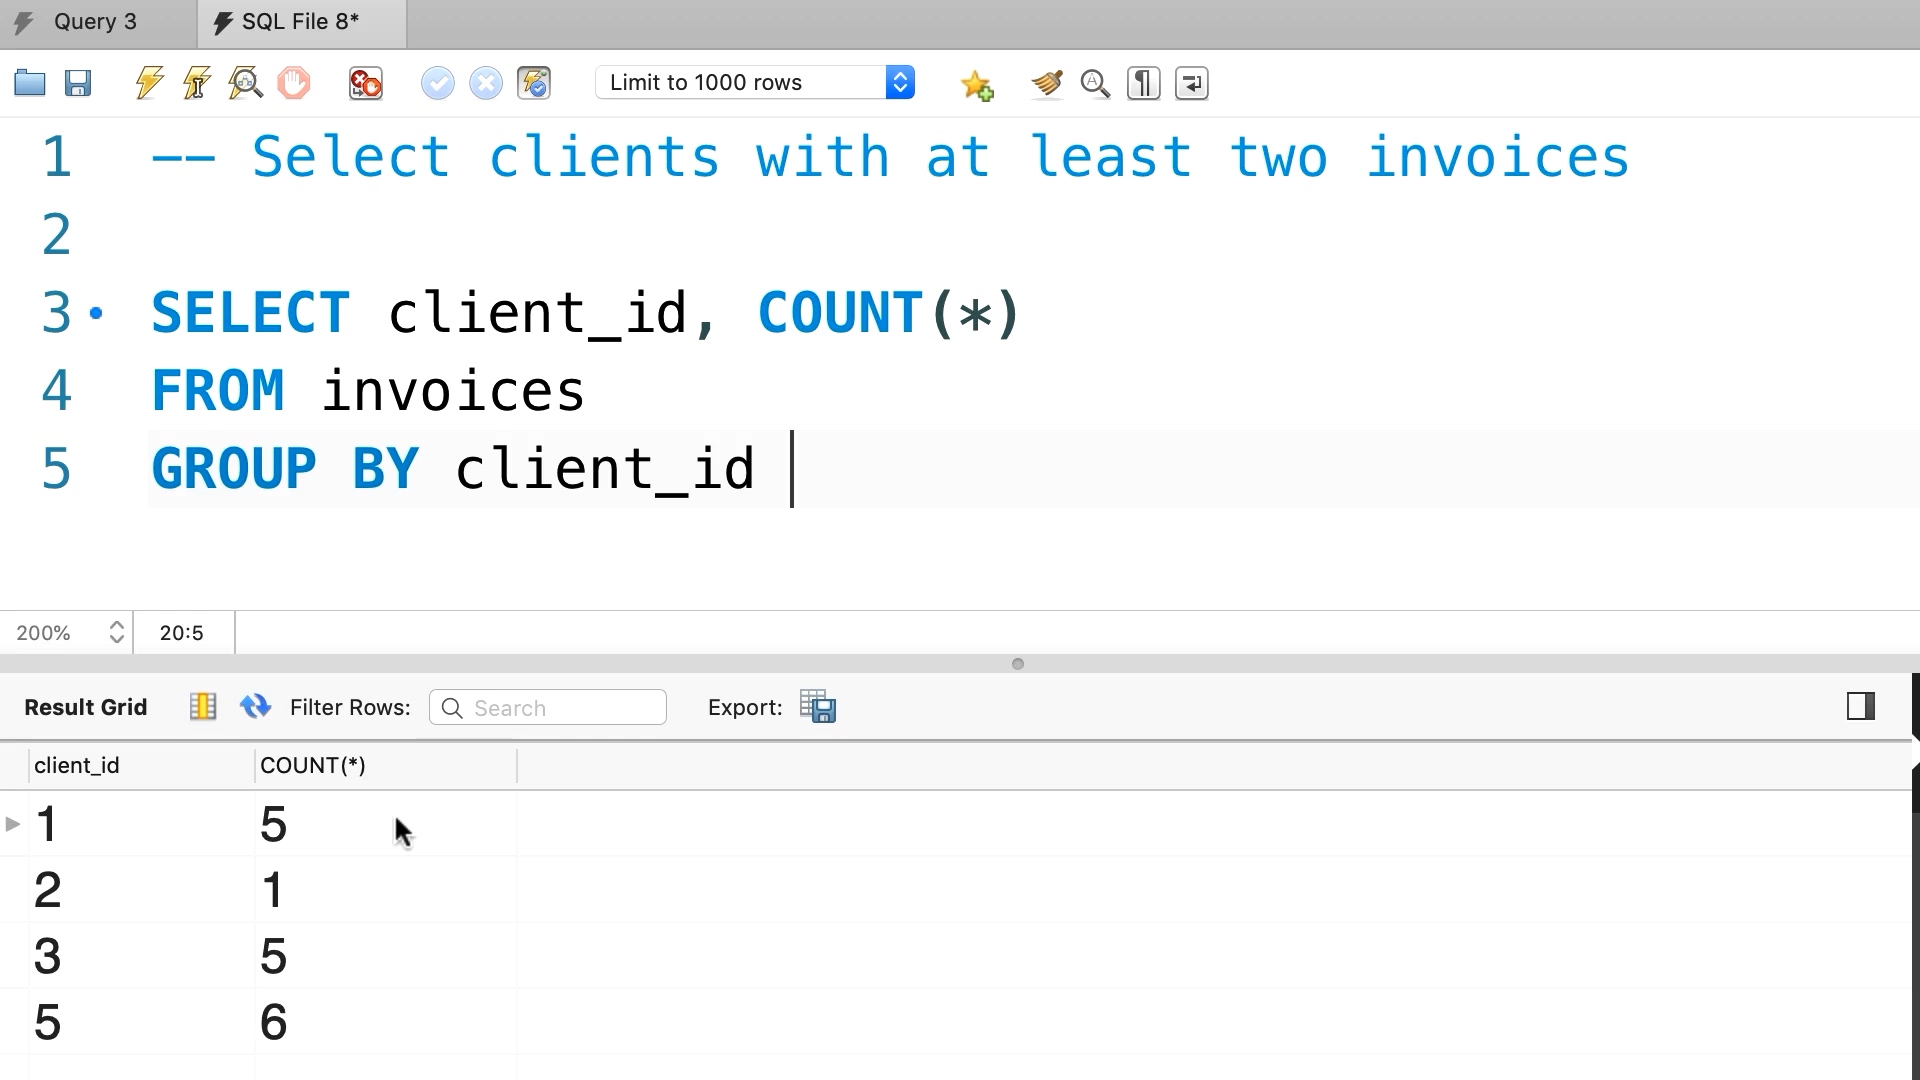 Query 3
SQL File 8*
Limit to 1000 rows
1 -- Select clients with at least two invoices
2
3 SELECT client_id, COUNT(*)
4 FROM invoices
5 GROUP BY client_id
200% 20:5
Result Grid Filter Rows: Search Export:
client_id COUNT(*)
1 5
2 1
3 5
5 6